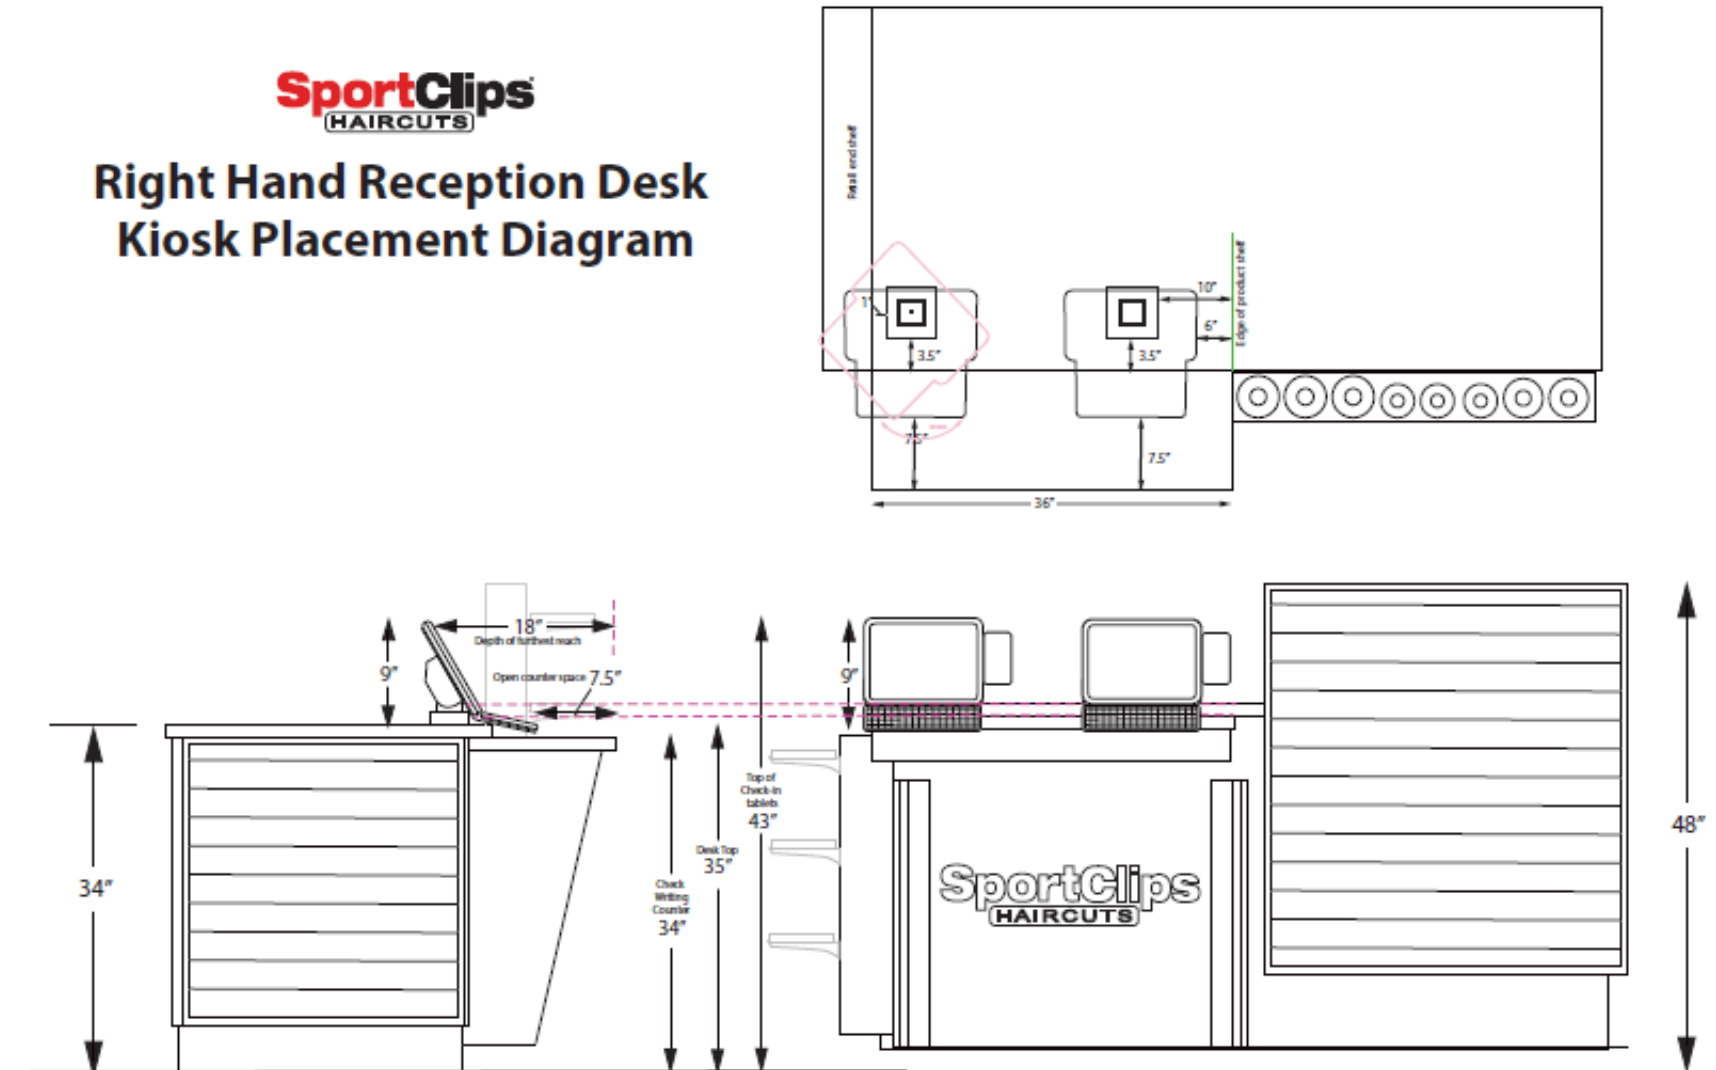 SportClips
HAIRCUTS
Right Hand Reception Desk
Kiosk Placement Diagram
Retail end shelf
Edge of product shelf
10”
6”
1”
3.5”
3.5”
7.5”
7.5”
36”
18”
Depth of furthest reach
9”
Open counter space 7.5”
34”
9”
Top of
Check-in
tablets
43”
Desk Top
35”
Check
Writing
Counter
34”
SportClips
HAIRCUTS
48”